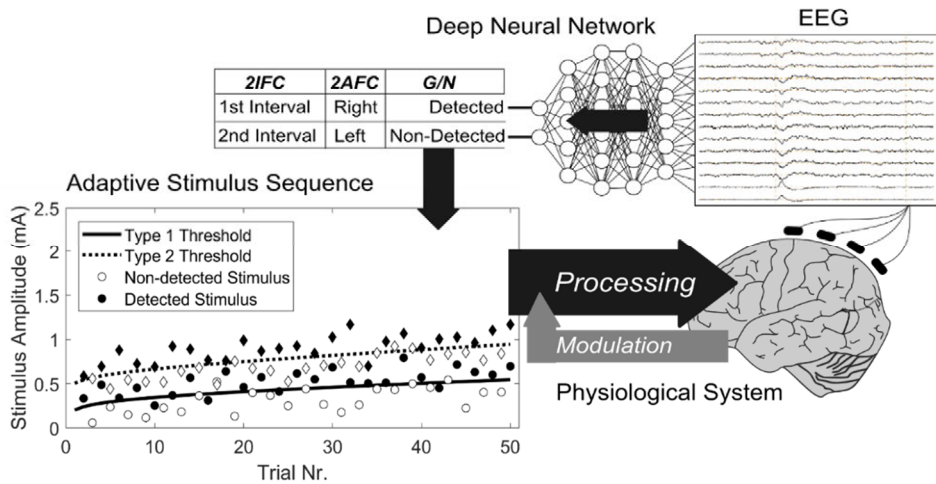 Deep Neural Network
EEG
2IFC 2AFC G/N
1st Interval Right Detected
2nd Interval Left Non-Detected
Adaptive Stimulus Sequence
Stimulus Amplitude (mA)
2.5
2
1.5
1
0.5
0
Type 1 Threshold
Type 2 Threshold
Non-detected Stimulus
Detected Stimulus
0 10 20 30 40 50
Trial Nr.
Processing
Modulation
Physiological System